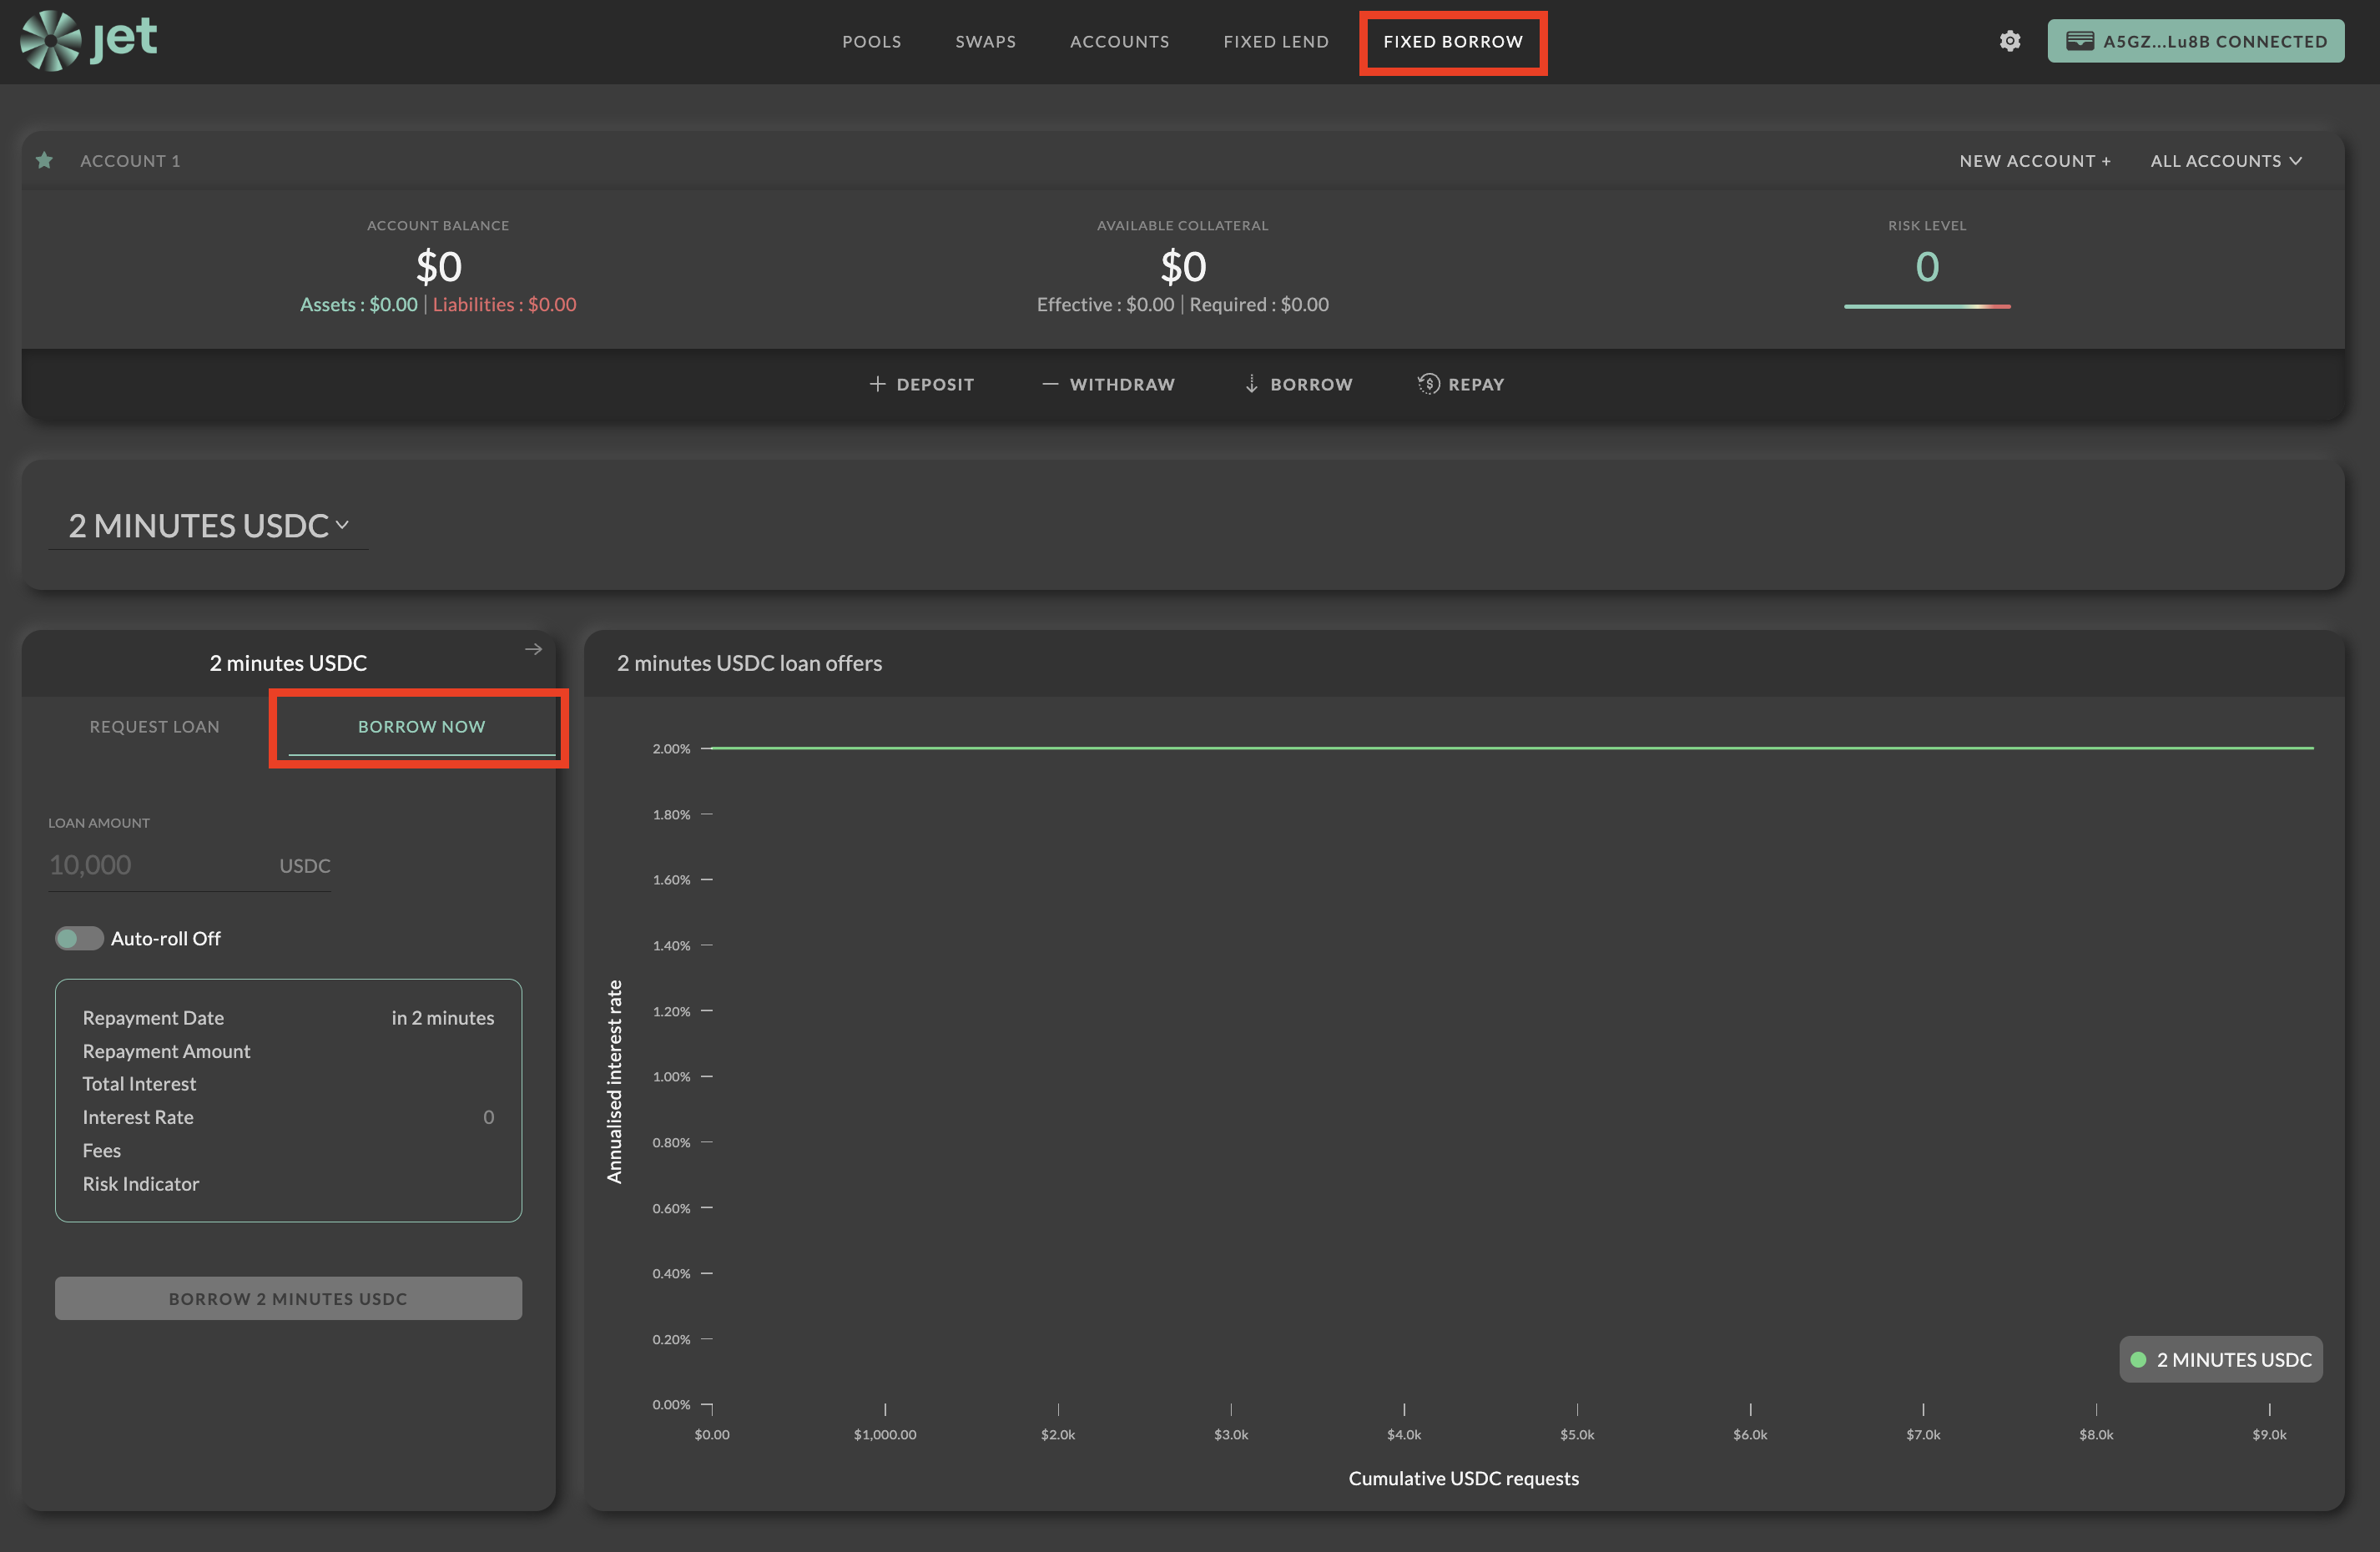 jet
POOLS SWAPS ACCOUNTS FIXED LEND FIXED BORROW
A5GZ...Lu8B CONNECTED
ACCOUNT 1
NEW ACCOUNT + ALL ACCOUNTS
ACCOUNT BALANCE
$0
Assets : $0.00 | Liabilities : $0.00
AVAILABLE COLLATERAL
$0
Effective : $0.00 | Required : $0.00
RISK LEVEL
0
DEPOSIT WITHDRAW BORROW REPAY
2 MINUTES USDC
2 minutes USDC
REQUEST LOAN BORROW NOW
LOAN AMOUNT
10,000 USDC
Auto-roll Off
Repayment Date in 2 minutes
Repayment Amount
Total Interest
Interest Rate 0
Fees
Risk Indicator
BORROW 2 MINUTES USDC
2 minutes USDC loan offers
Annualised interest rate
2.00%
1.80%
1.60%
1.40%
1.20%
1.00%
0.80%
0.60%
0.40%
0.20%
0.00%
2 MINUTES USDC
$0.00 $1,000.00 $2.0k $3.0k $4.0k $5.0k $6.0k $7.0k $8.0k $9.0k
Cumulative USDC requests